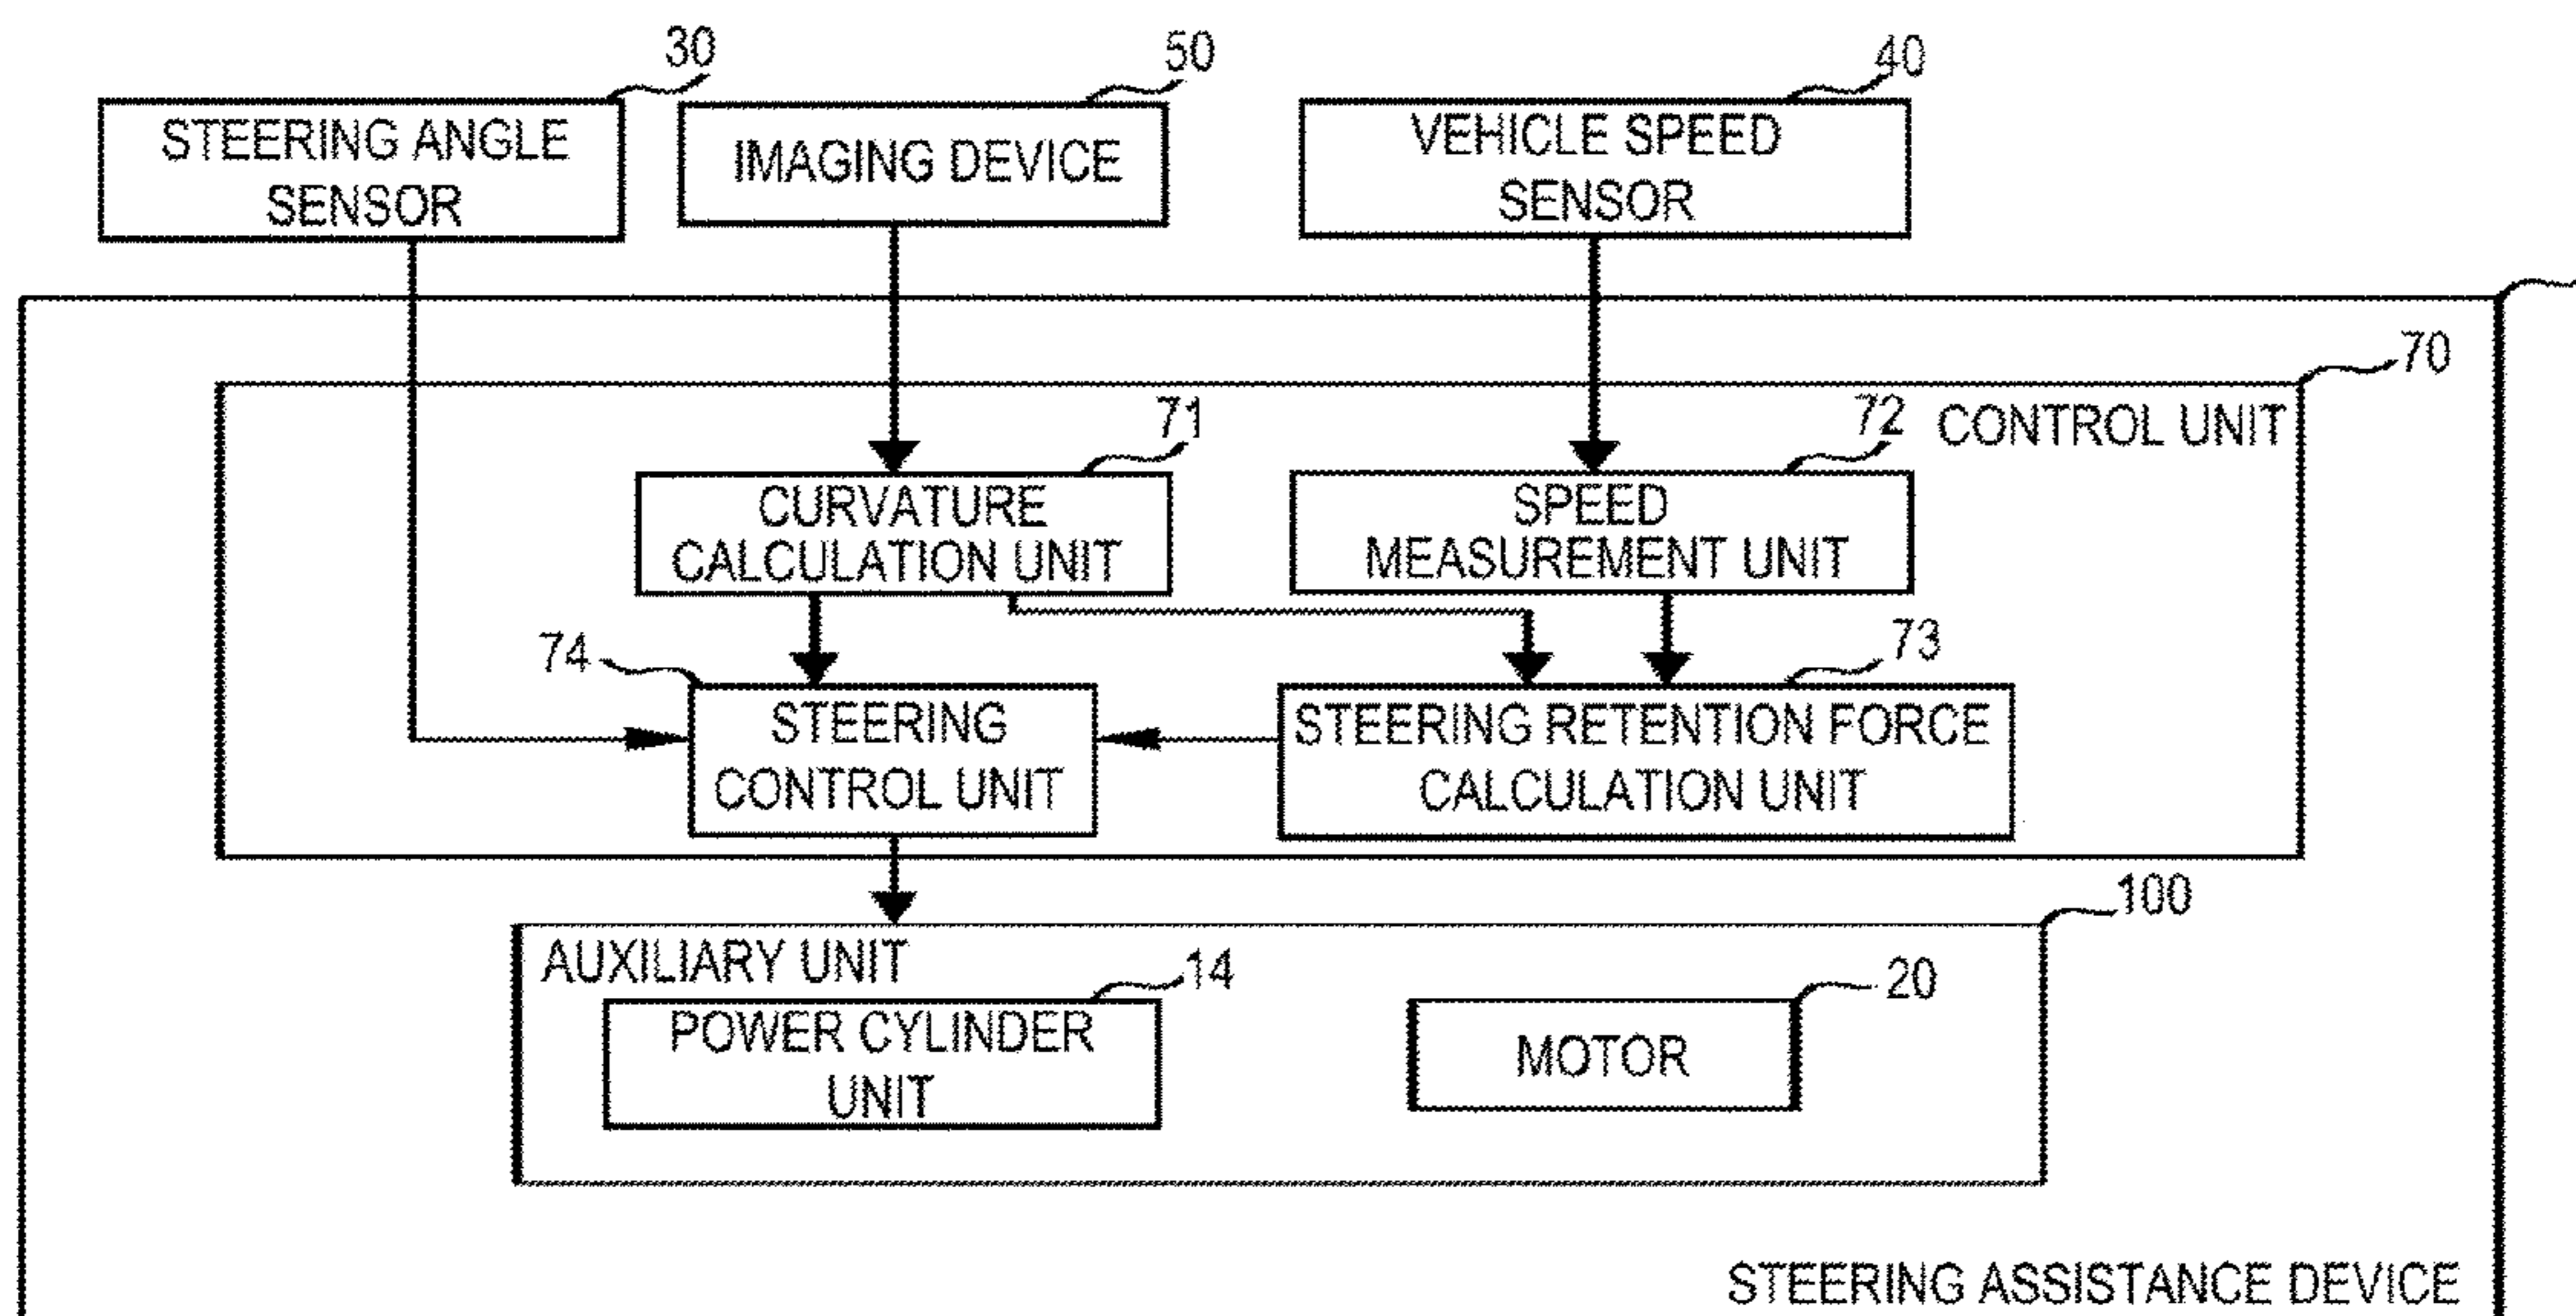 30
50
40
STEERING ANGLE
SENSOR
IMAGING DEVICE
VEHICLE SPEED
SENSOR
70
CONTROL UNIT
71
72
CURVATURE
CALCULATION UNIT
SPEED
MEASUREMENT UNIT
74
73
STEERING
CONTROL UNIT
STEERING RETENTION FORCE
CALCULATION UNIT
100
AUXILIARY UNIT
14
20
POWER CYLINDER
UNIT
MOTOR
STEERING ASSISTANCE DEVICE